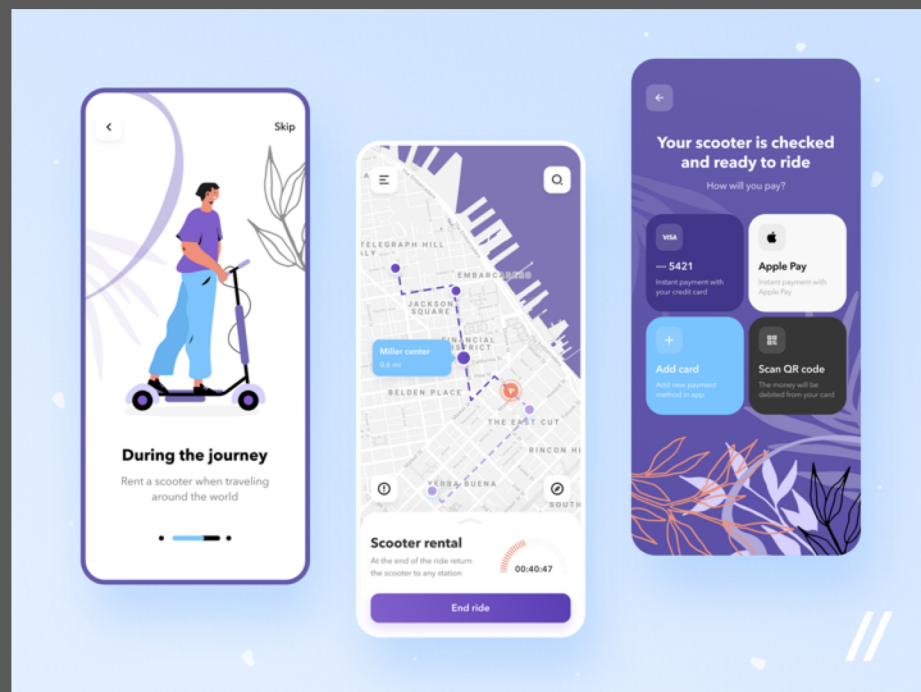 Skip
During the journey
Rent a scooter when traveling
around the world
TELEGRAPH HILL
ALY
EMBARCADERO
JACKSON
SQUARE
FINANCIAL
DISTRICT
Miller center
0.6 mi
BELDEN PLACE
THE EAST CUT
RINCON HI
YERBA BUENA
SOUTH
Scooter rental
At the end of the ride return
the scooter to any station
00:40:47
End ride
Your scooter is checked
and ready to ride
How will you pay?
VISA
5421
Instant payment with
your credit card
Apple Pay
Instant payment with
Apple Pay
Add card
Add new payment
method in app
Scan QR code
The money will be
debited from your card